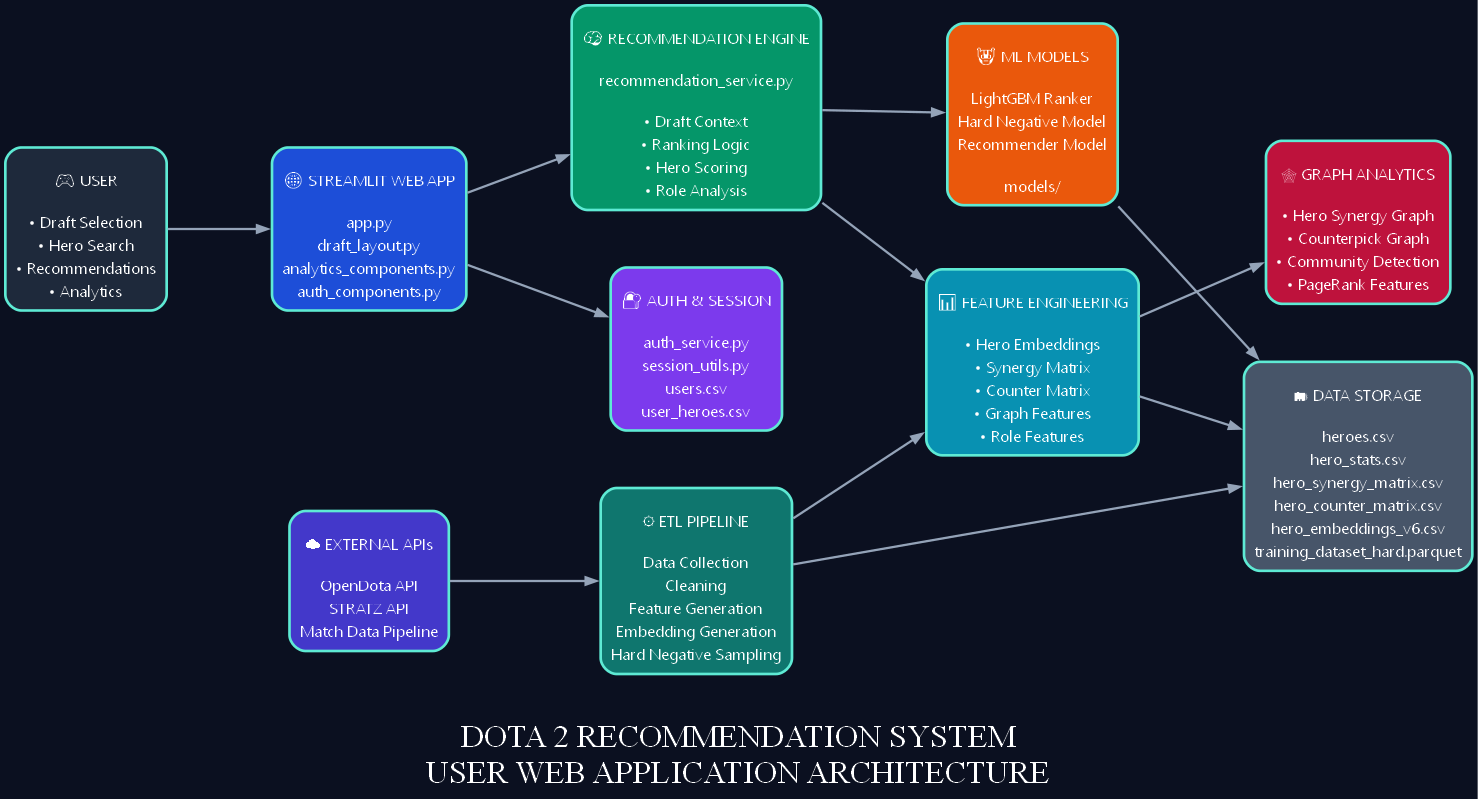 USER
• Draft Selection
• Hero Search
• Recommendations
• Analytics
STREAMLIT WEB APP
app.py
draft_layout.py
analytics_components.py
auth_components.py
RECOMMENDATION ENGINE
recommendation_service.py
• Draft Context
• Ranking Logic
• Hero Scoring
• Role Analysis
AUTH & SESSION
auth_service.py
session_utils.py
users.csv
user_heroes.csv
ML MODELS
LightGBM Ranker
Hard Negative Model
Recommender Model
models/
FEATURE ENGINEERING
• Hero Embeddings
• Synergy Matrix
• Counter Matrix
• Graph Features
• Role Features
GRAPH ANALYTICS
• Hero Synergy Graph
• Counterpick Graph
• Community Detection
• PageRank Features
DATA STORAGE
heroes.csv
hero_stats.csv
hero_synergy_matrix.csv
hero_counter_matrix.csv
hero_embeddings_v6.csv
training_dataset_hard.parquet
EXTERNAL APIs
OpenDota API
STRATZ API
Match Data Pipeline
ETL PIPELINE
Data Collection
Cleaning
Feature Generation
Embedding Generation
Hard Negative Sampling
DOTA 2 RECOMMENDATION SYSTEM
USER WEB APPLICATION ARCHITECTURE